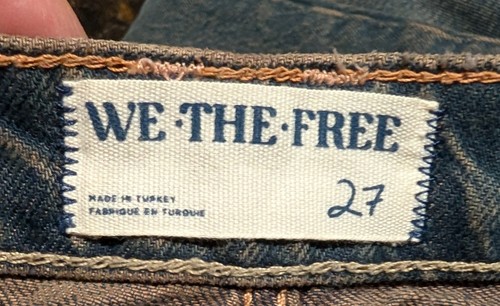 WE·THE·FREE
27
MADE IN TURKEY
FABRIQUE EN TURQUIE